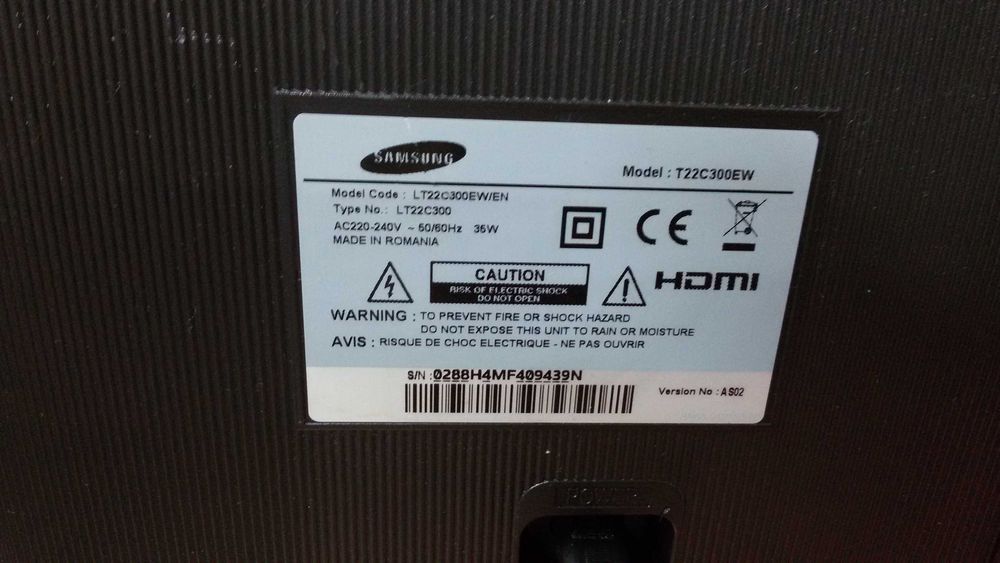 SAMSUNG
Model : T22C300EW
Model Code : LT22C300EW/EN
Type No. : LT22C300
AC220-240V ~ 50/60Hz 35W
MADE IN ROMANIA
CE
CAUTION
RISK OF ELECTRIC SHOCK
DO NOT OPEN
HDMI
WARNING : TO PREVENT FIRE OR SHOCK HAZARD
DO NOT EXPOSE THIS UNIT TO RAIN OR MOISTURE
AVIS : RISQUE DE CHOC ELECTRIQUE - NE PAS OUVRIR
S/N : 0288H4MF409439N
Version No : AS02
POWER